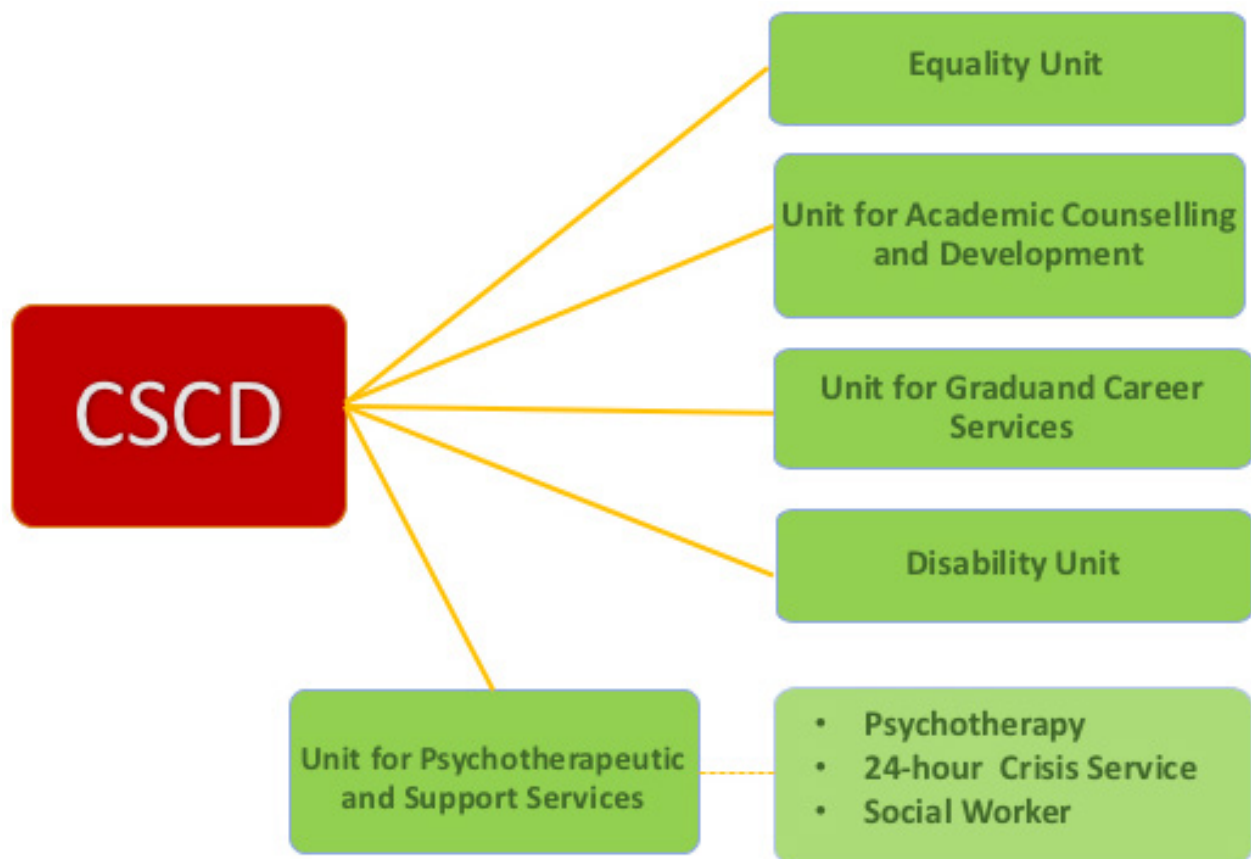 Equality Unit
Unit for Academic Counselling
and Development
CSCD
Unit for Graduand Career
Services
Disability Unit
Unit for Psychotherapeutic
and Support Services
• Psychotherapy
• 24-hour Crisis Service
• Social Worker